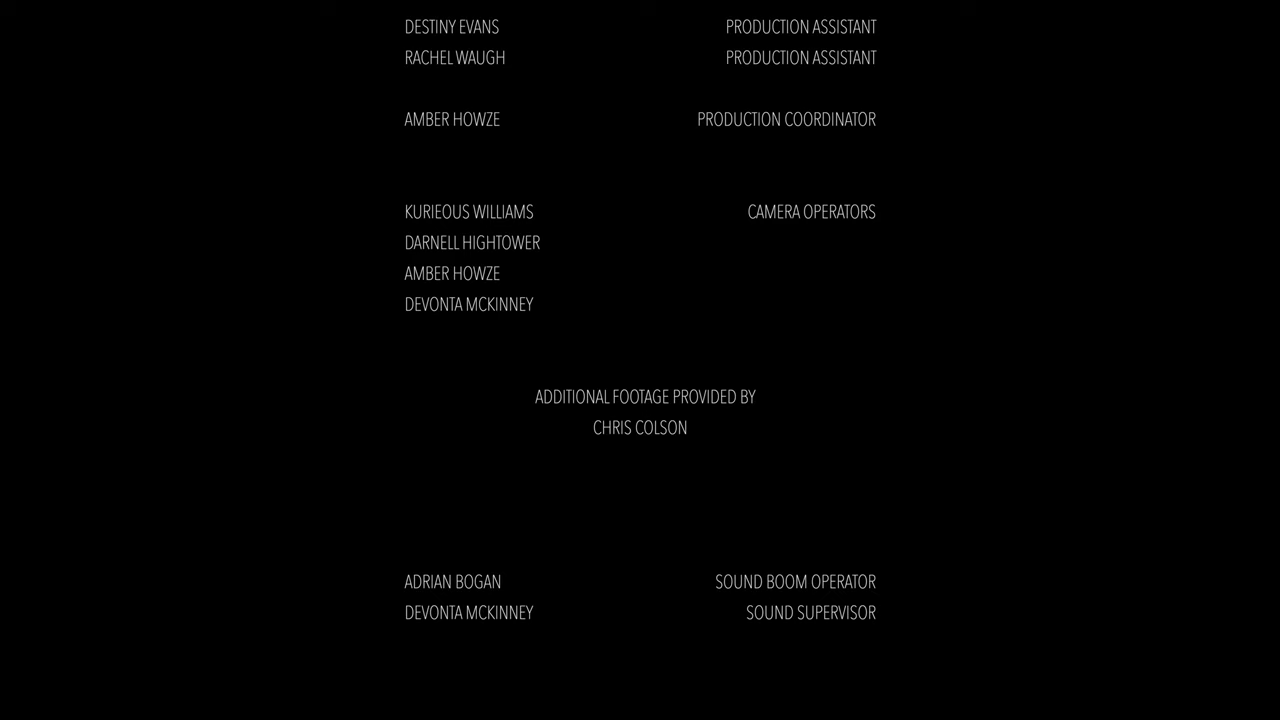 DESTINY EVANS PRODUCTION ASSISTANT
RACHEL WAUGH PRODUCTION ASSISTANT
AMBER HOWZE PRODUCTION COORDINATOR
KURIEOUS WILLIAMS CAMERA OPERATORS
DARNELL HIGHTOWER
AMBER HOWZE
DEVONTA MCKINNEY
ADDITIONAL FOOTAGE PROVIDED BY
CHRIS COLSON
ADRIAN BOGAN SOUND BOOM OPERATOR
DEVONTA MCKINNEY SOUND SUPERVISOR